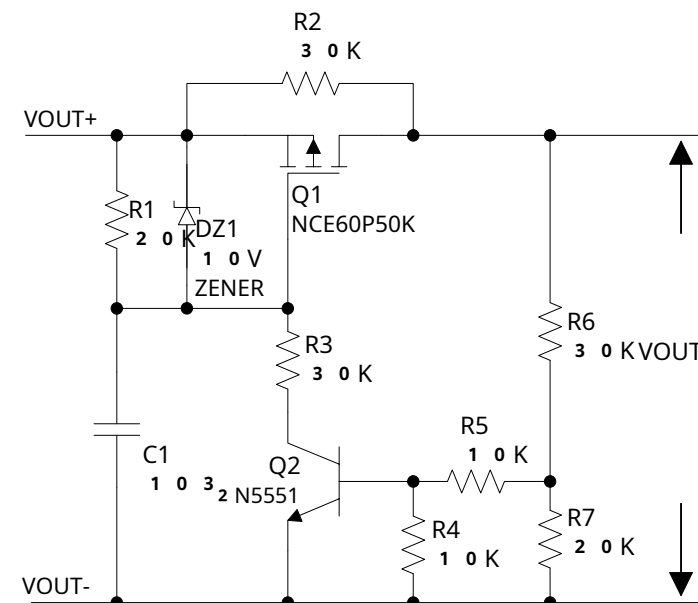 R2
30K
VOUT+
Q1
NCE60P50K
R1
20K
DZ1
10V
ZENER
R3
30K
R6
30K
VOUT
C1
103
Q2
2N5551
R5
10K
R4
10K
R7
20K
VOUT-